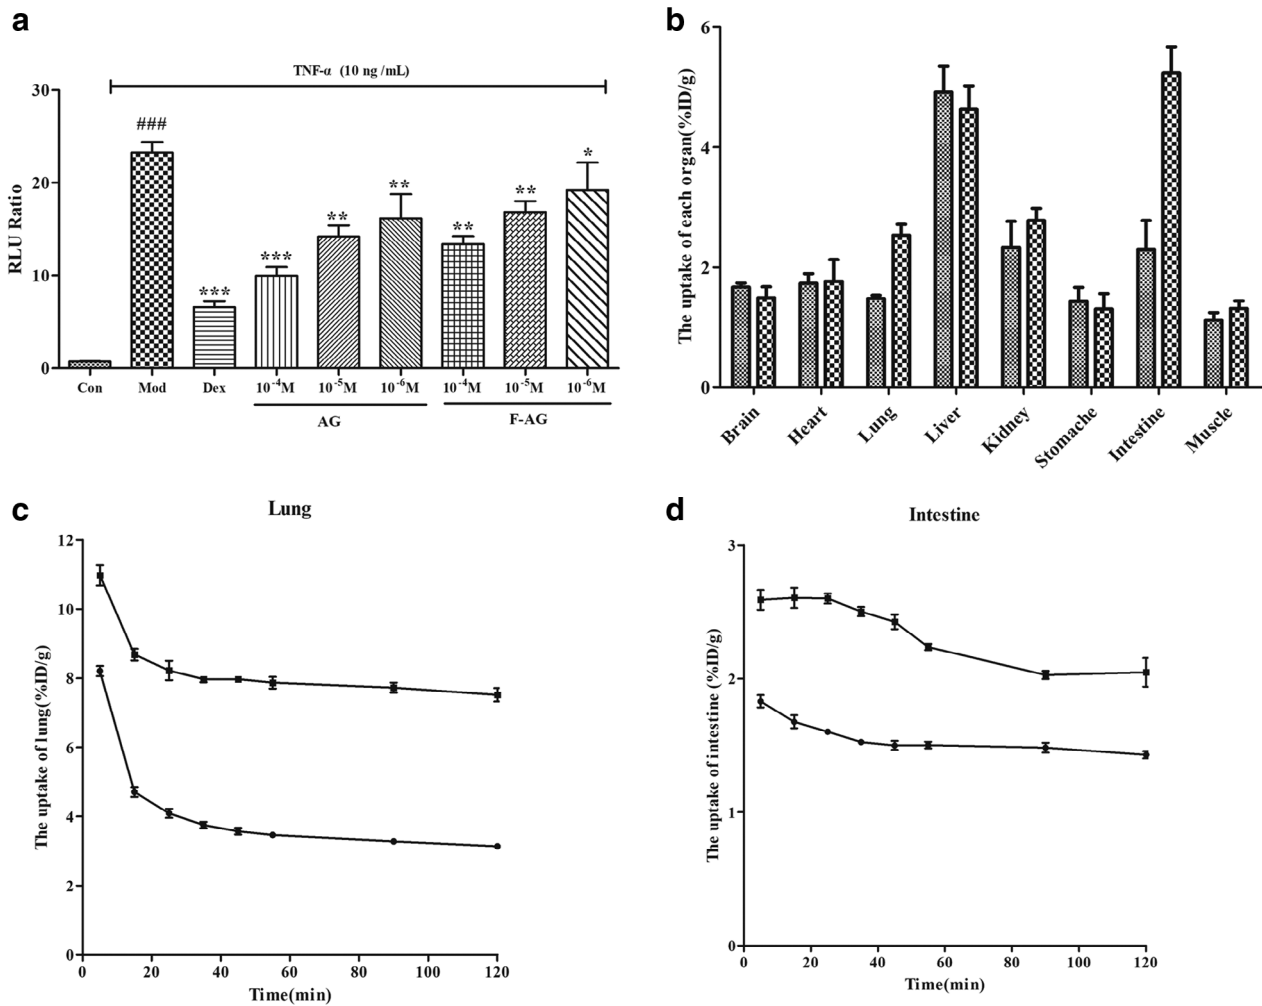 a
TNF-α (10 ng /mL)
RLU Ratio
30
20
10
0
###
***
***
**
**
**
**
*
Con Mod Dex 10-4M 10-5M 10-6M 10-4M 10-5M 10-6M
AG F-AG
b
The uptake of each organ(%ID/g)
6
4
2
0
Brain Heart Lung Liver Kidney Stomache Intestine Muscle
c
Lung
The uptake of lung(%ID/g)
12
10
8
6
4
2
0
0 20 40 60 80 100 120
Time(min)
d
Intestine
The uptake of intestine (%ID/g)
3
2
1
0
0 20 40 60 80 100 120
Time(min)